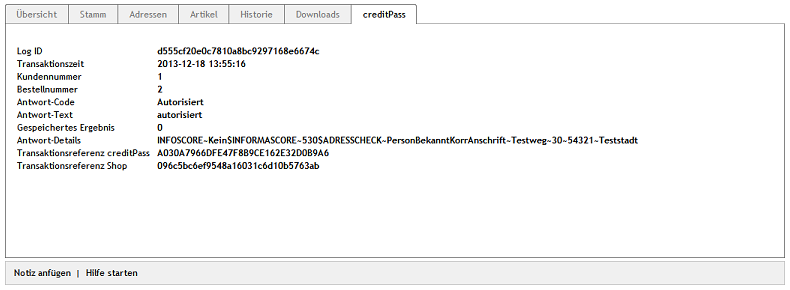 Übersicht Stamm Adressen Artikel Historie Downloads creditPass
Log ID d555cf20e0c7810a8bc9297168e6674c
Transaktionszeit 2013-12-18 13:55:16
Kundennummer 1
Bestellnummer 2
Antwort-Code Autorisiert
Antwort-Text autorisiert
Gespeichertes Ergebnis 0
Antwort-Details INFOSCORE~Kein$INFORMASCORE~530$ADRESSCHECK~PersonBekanntKorrAnschrift~Testweg~30~54321~Teststadt
Transaktionsreferenz creditPass A030A7966DFE47F8B9CE162E32D0B9A6
Transaktionsreferenz Shop 096c5bc6ef9548a16031c6d10b5763ab
Notiz anfügen | Hilfe starten